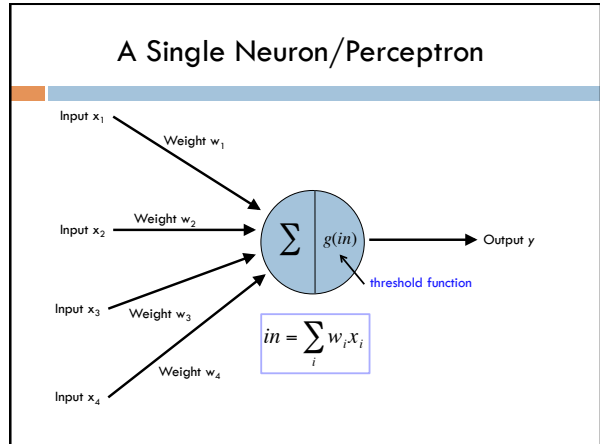 A Single Neuron/Perceptron
Input x₁
Weight w₁
Input x₂
Weight w₂
∑ g(in)
Output y
threshold function
Input x₃
Weight w₃
in = ∑ᵢ wᵢxᵢ
Weight w₄
Input x₄